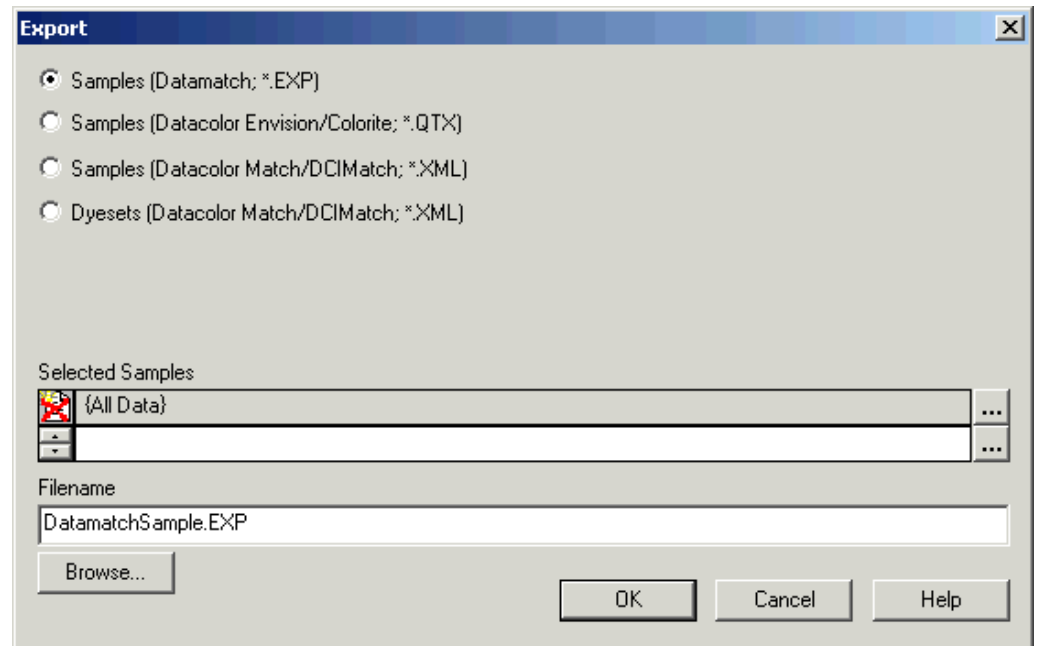 Export
Samples (Datamatch; *.EXP)
Samples (Datacolor Envision/Colorite; *.QTX)
Samples (Datacolor Match/DCIMatch; *.XML)
Dyesets (Datacolor Match/DCIMatch; *.XML)
Selected Samples
{All Data}
...
...
Filename
DatamatchSample.EXP
Browse...
OK Cancel Help